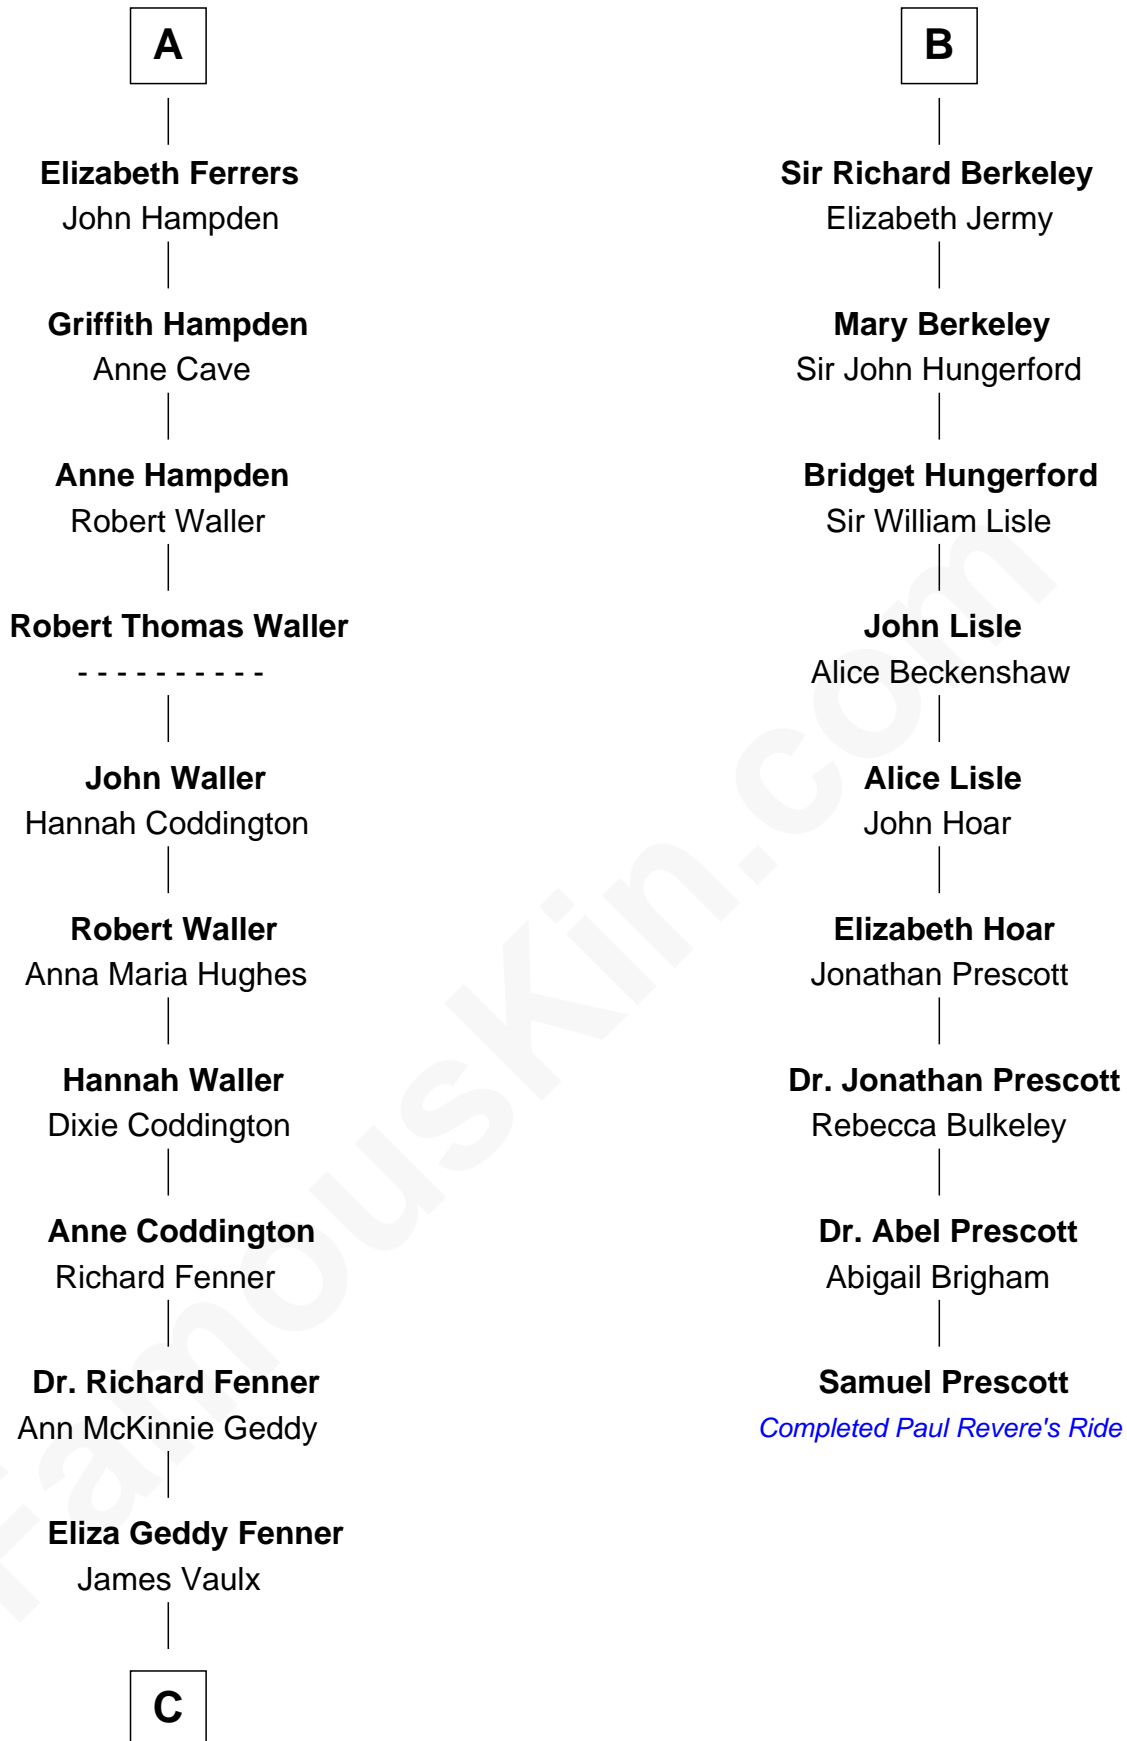 A
Elizabeth Ferrers
John Hampden
Griffith Hampden
Anne Cave
Anne Hampden
Robert Waller
Robert Thomas Waller
- - - - - - - - - -
John Waller
Hannah Coddington
Robert Waller
Anna Maria Hughes
Hannah Waller
Dixie Coddington
Anne Coddington
Richard Fenner
Dr. Richard Fenner
Ann McKinnie Geddy
Eliza Geddy Fenner
James Vaulx
C
B
Sir Richard Berkeley
Elizabeth Jermy
Mary Berkeley
Sir John Hungerford
Bridget Hungerford
Sir William Lisle
John Lisle
Alice Beckenshaw
Alice Lisle
John Hoar
Elizabeth Hoar
Jonathan Prescott
Dr. Jonathan Prescott
Rebecca Bulkeley
Dr. Abel Prescott
Abigail Brigham
Samuel Prescott
Completed Paul Revere's Ride
FamousKin.com